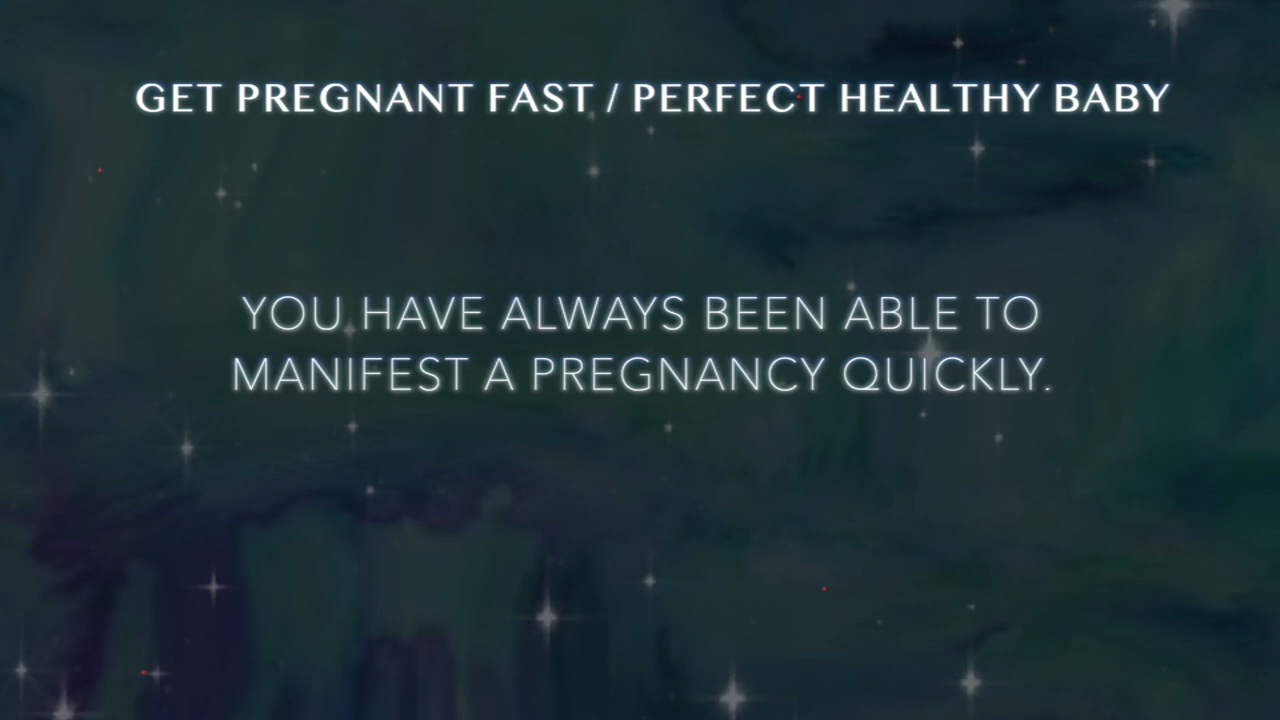 GET PREGNANT FAST / PERFECT HEALTHY BABY
YOU HAVE ALWAYS BEEN ABLE TO
MANIFEST A PREGNANCY QUICKLY.